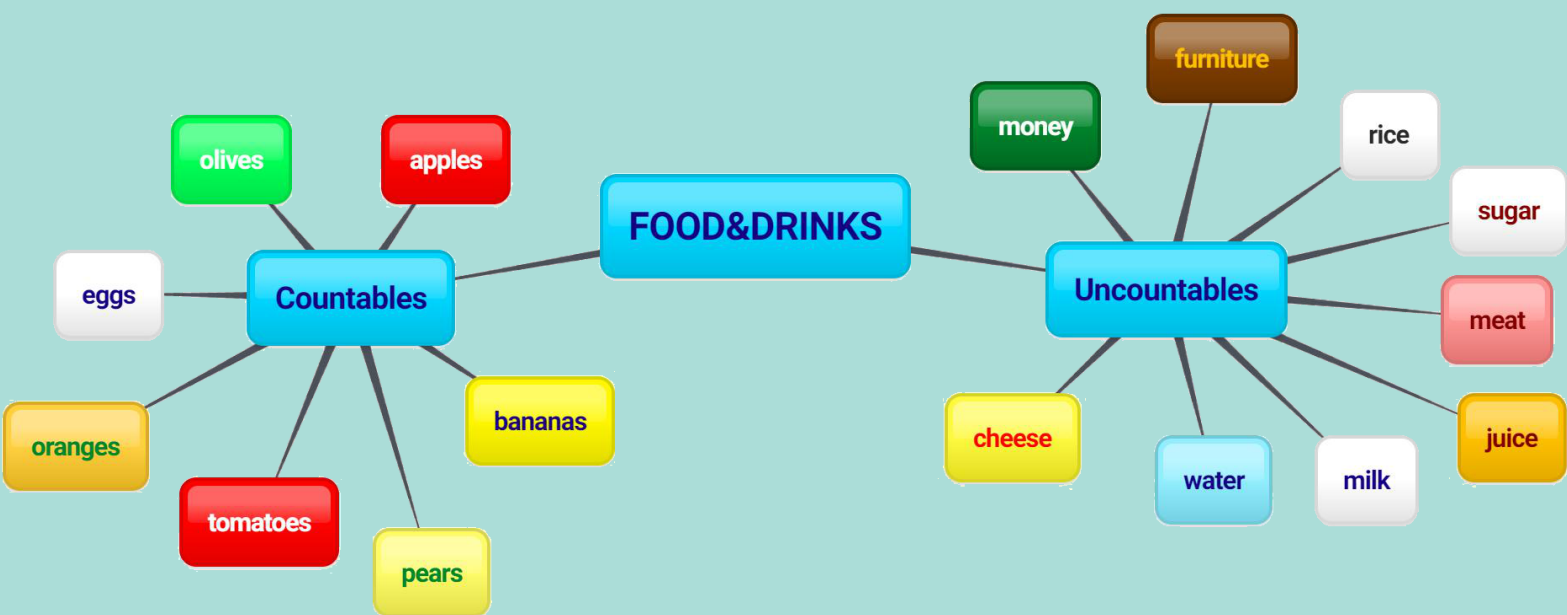 FOOD&DRINKS
Countables
olives
apples
eggs
oranges
tomatoes
pears
bananas
Uncountables
money
furniture
rice
sugar
meat
juice
milk
water
cheese